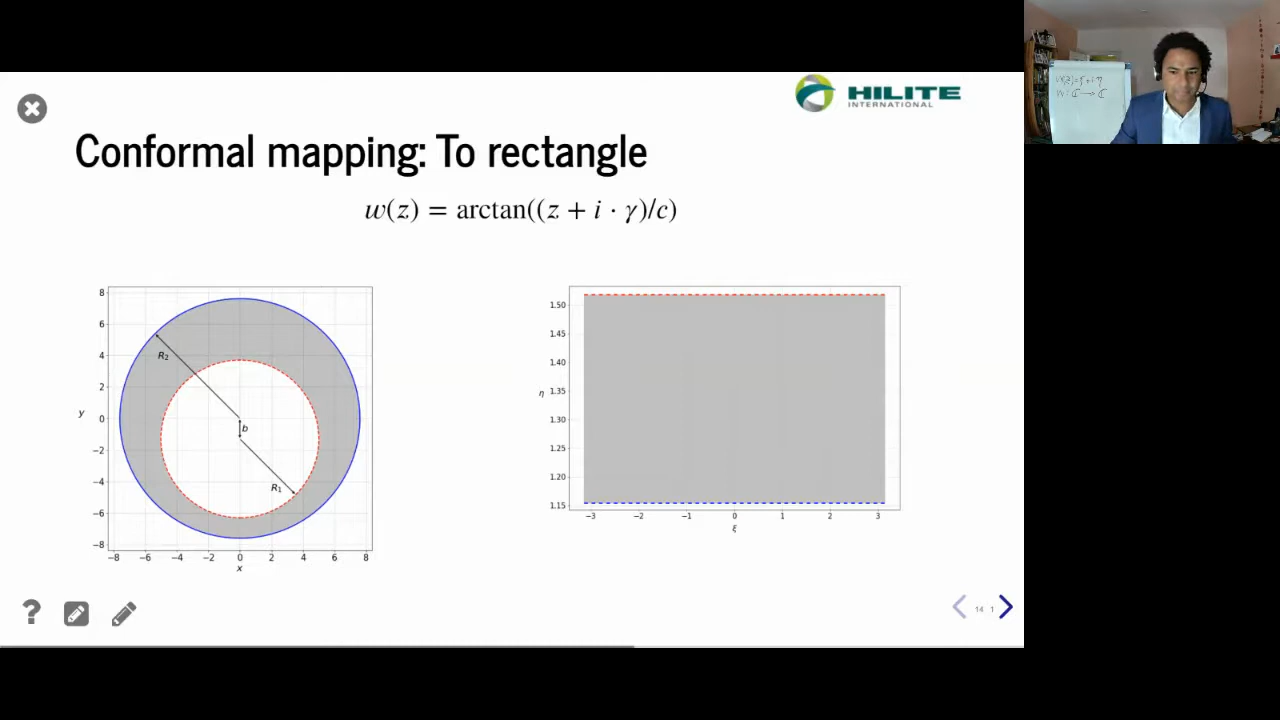 HILITE
INTERNATIONAL
Conformal mapping: To rectangle
w(z) = arctan((z + i · γ)/c)
8
6
4
2
0
−2
−4
−6
−8
y
R₂
b
R₁
−8 −6 −4 −2 0 2 4 6 8
x
1.50
1.45
1.40
1.35
1.30
1.25
1.20
1.15
η
−3 −2 −1 0 1 2 3
ξ
?
14 1